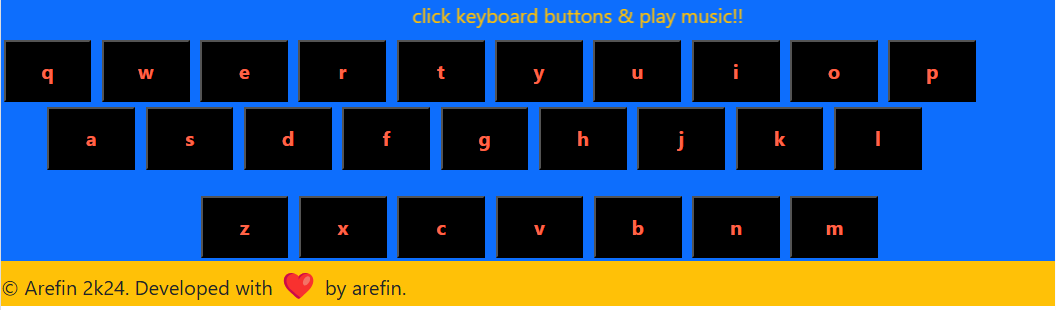 click keyboard buttons & play music!!
q w e r t y u i o p
a s d f g h j k l
z x c v b n m
© Arefin 2k24. Developed with ❤️ by arefin.